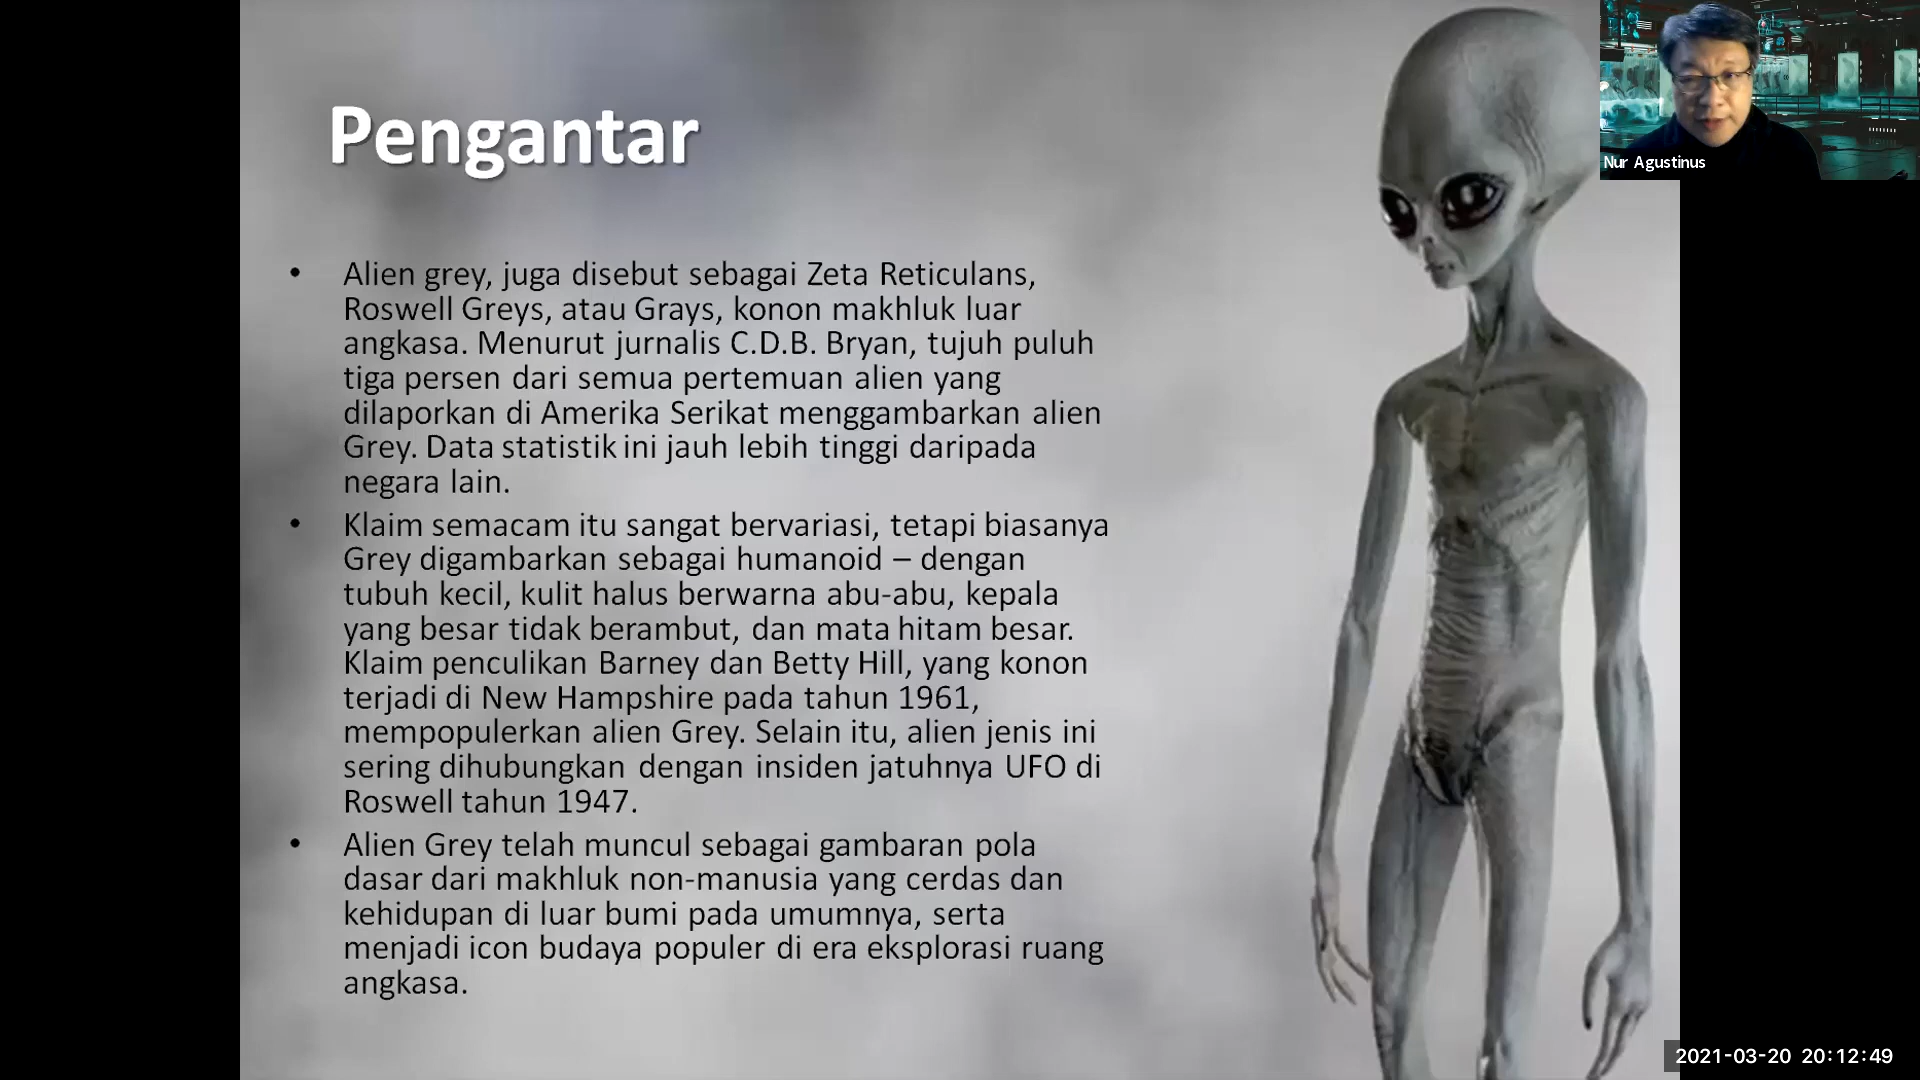 Pengantar
• Alien grey, juga disebut sebagai Zeta Reticulans,
Roswell Greys, atau Grays, konon makhluk luar
angkasa. Menurut jurnalis C.D.B. Bryan, tujuh puluh
tiga persen dari semua pertemuan alien yang
dilaporkan di Amerika Serikat menggambarkan alien
Grey. Data statistik ini jauh lebih tinggi daripada
negara lain.
• Klaim semacam itu sangat bervariasi, tetapi biasanya
Grey digambarkan sebagai humanoid – dengan
tubuh kecil, kulit halus berwarna abu-abu, kepala
yang besar tidak berambut, dan mata hitam besar.
Klaim penculikan Barney dan Betty Hill, yang konon
terjadi di New Hampshire pada tahun 1961,
mempopulerkan alien Grey. Selain itu, alien jenis ini
sering dihubungkan dengan insiden jatuhnya UFO di
Roswell tahun 1947.
• Alien Grey telah muncul sebagai gambaran pola
dasar dari makhluk non-manusia yang cerdas dan
kehidupan di luar bumi pada umumnya, serta
menjadi icon budaya populer di era eksplorasi ruang
angkasa.
Nur Agustinus
2021-03-20 20:12:49